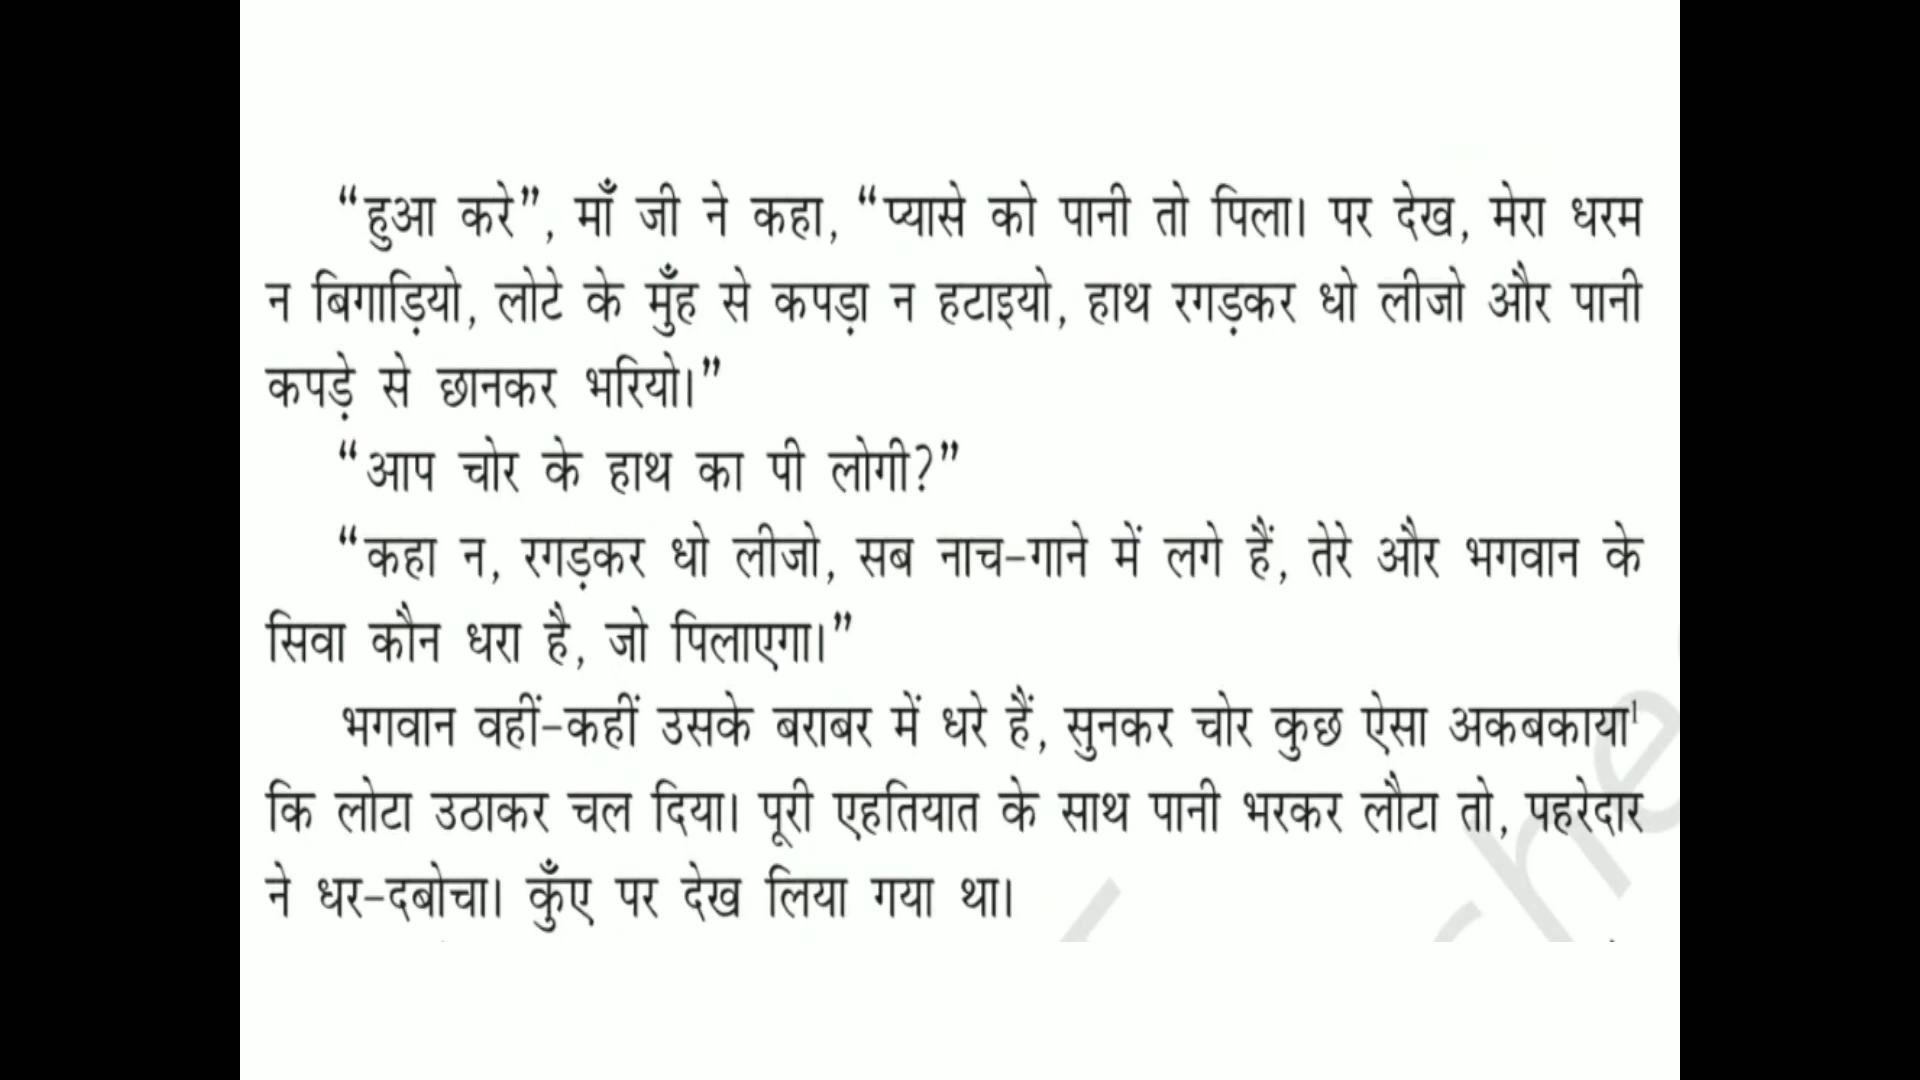 “हुआ करे”, माँ जी ने कहा, “प्यासे को पानी तो पिला। पर देख, मेरा धरम
न बिगाड़ियो, लोटे के मुँह से कपड़ा न हटाइयो, हाथ रगड़कर धो लीजो और पानी
कपड़े से छानकर भरियो।”
“आप चोर के हाथ का पी लोगी?”
“कहा न, रगड़कर धो लीजो, सब नाच-गाने में लगे हैं, तेरे और भगवान के
सिवा कौन धरा है, जो पिलाएगा।”
भगवान वहीं-कहीं उसके बराबर में धरे हैं, सुनकर चोर कुछ ऐसा अकबकाया¹
कि लोटा उठाकर चल दिया। पूरी एहतियात के साथ पानी भरकर लौटा तो, पहरेदार
ने धर-दबोचा। कुँए पर देख लिया गया था।